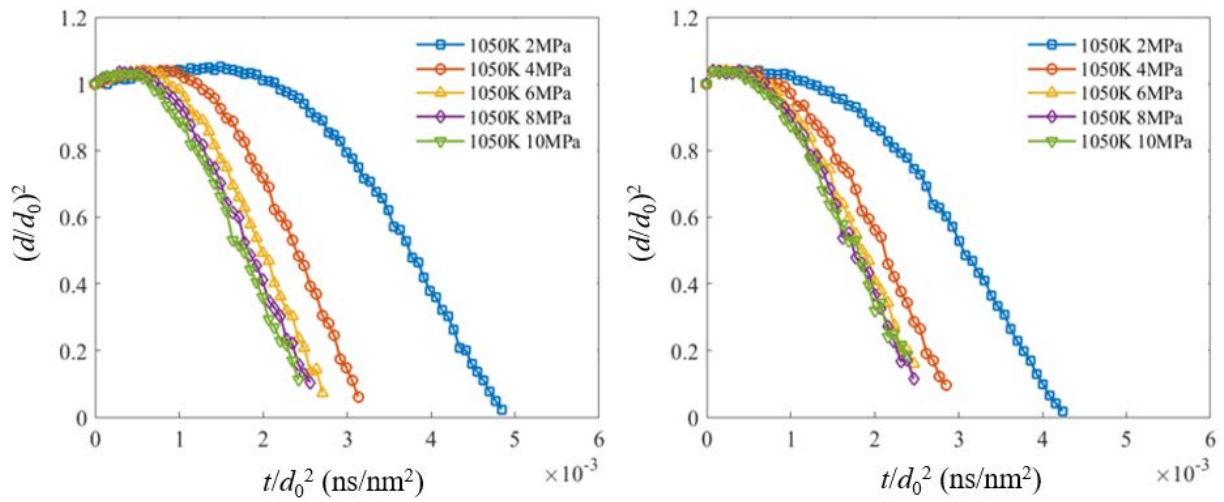 1.2
1
0.8
0.6
0.4
0.2
0
(d/d₀)²
1050K 2MPa
1050K 4MPa
1050K 6MPa
1050K 8MPa
1050K 10MPa
0 1 2 3 4 5 6
×10⁻³
t/d₀² (ns/nm²)
1.2
1
0.8
0.6
0.4
0.2
0
(d/d₀)²
1050K 2MPa
1050K 4MPa
1050K 6MPa
1050K 8MPa
1050K 10MPa
0 1 2 3 4 5 6
×10⁻³
t/d₀² (ns/nm²)